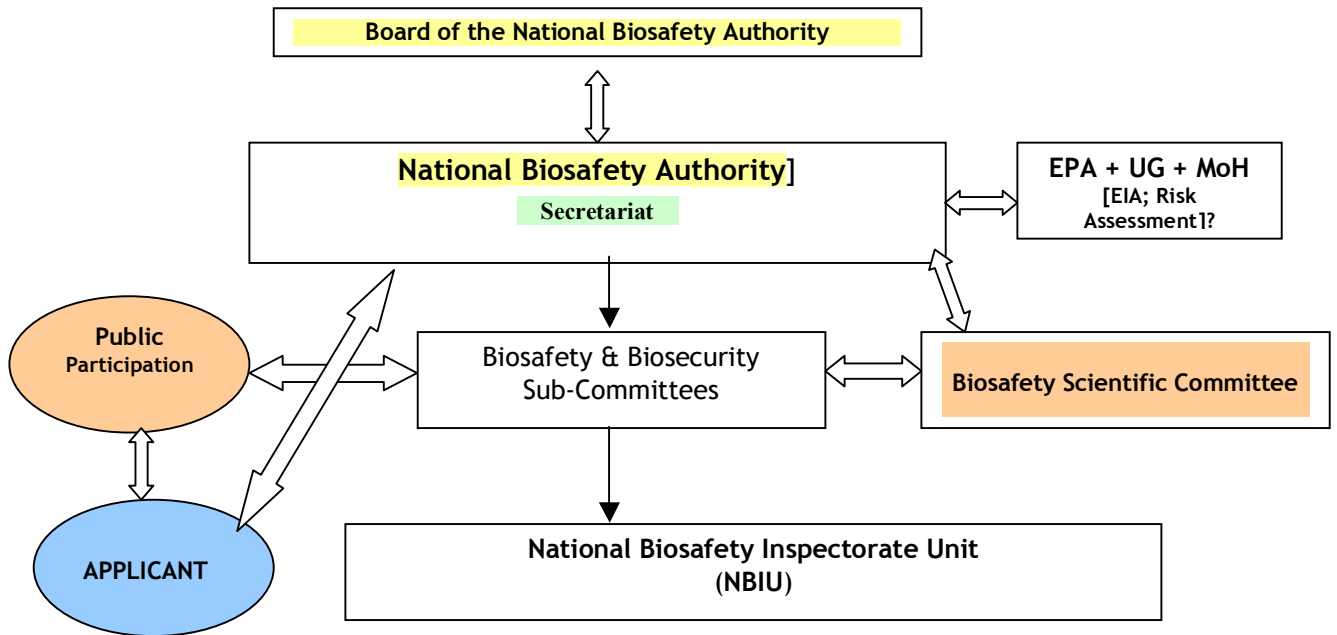 Board of the National Biosafety Authority
National Biosafety Authority]
Secretariat
EPA + UG + MoH
[EIA; Risk
Assessment]?
Public
Participation
Biosafety & Biosecurity
Sub-Committees
Biosafety Scientific Committee
APPLICANT
National Biosafety Inspectorate Unit
(NBIU)